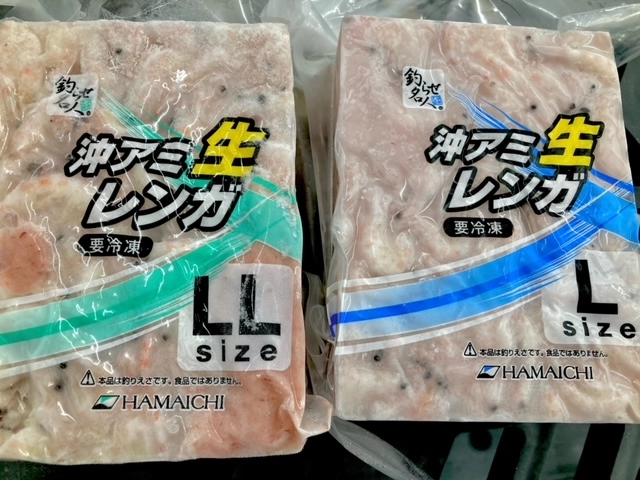 釣らせ
名人
沖アミ生
レンガ
要冷凍
LL
size
本品は釣りえさです。食品ではありません。
HAMAICHI
釣らせ
名人
沖アミ生
レンガ
要冷凍
L
size
本品は釣りえさです。食品ではありません。
HAMAICHI